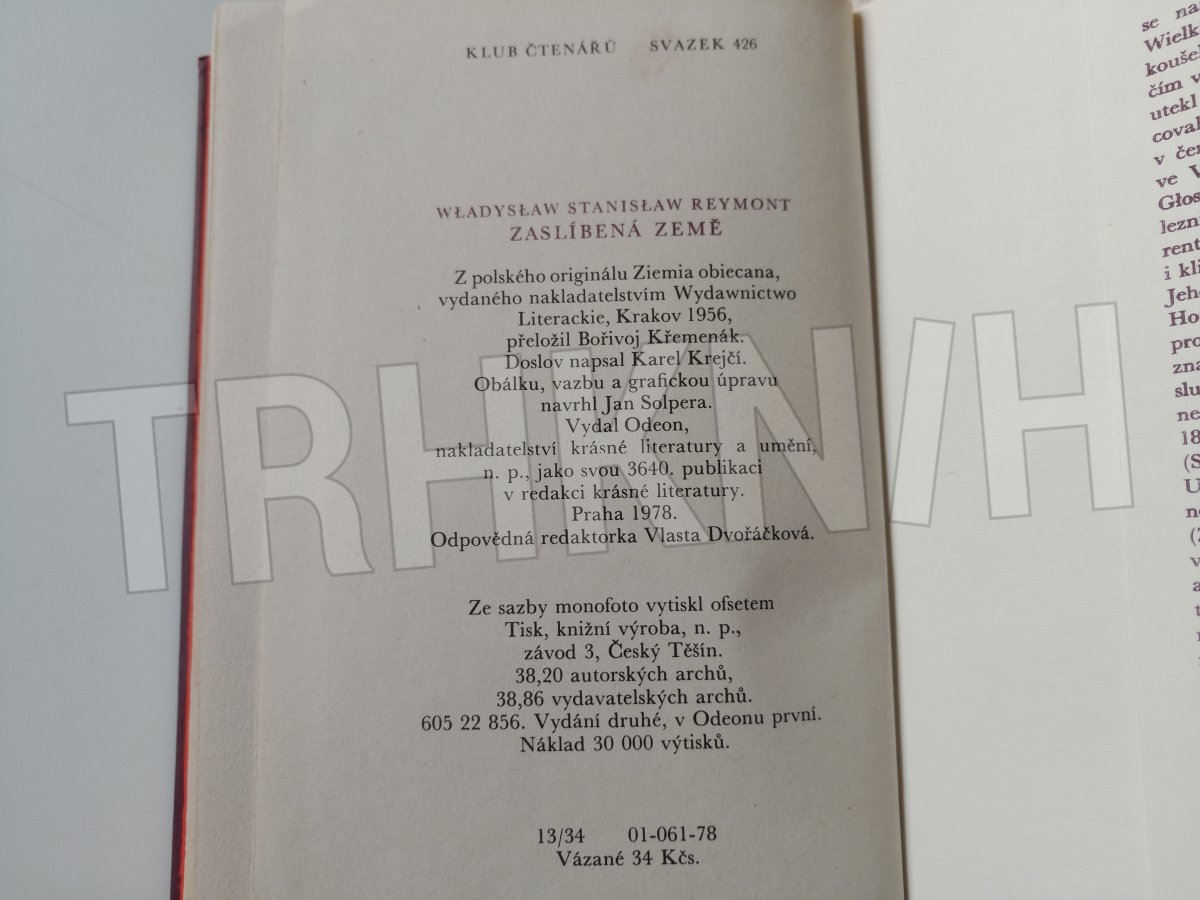 KLUB ČTENÁŘŮ SVAZEK 426
WŁADYSŁAW STANISŁAW REYMONT
ZASLÍBENÁ ZEMĚ
Z polského originálu Ziemia obiecana,
vydaného nakladatelstvím Wydawnictwo
Literackie, Krakov 1956,
přeložil Bořivoj Křemenák.
Doslov napsal Karel Krejčí.
Obálku, vazbu a grafickou úpravu
navrhl Jan Solpera.
Vydal Odeon,
nakladatelství krásné literatury a umění,
n. p., jako svou 3640. publikaci
v redakci krásné literatury.
Praha 1978.
Odpovědná redaktorka Vlasta Dvořáčková.
Ze sazby monofoto vytiskl ofsetem
Tisk, knižní výroba, n. p.,
závod 3, Český Těšín.
38,20 autorských archů,
38,86 vydavatelských archů.
605 22 856. Vydání druhé, v Odeonu první.
Náklad 30 000 výtisků.
13/34 01-061-78
Vázané 34 Kčs.
TRHKN/H
se
utekl
v
ve
i